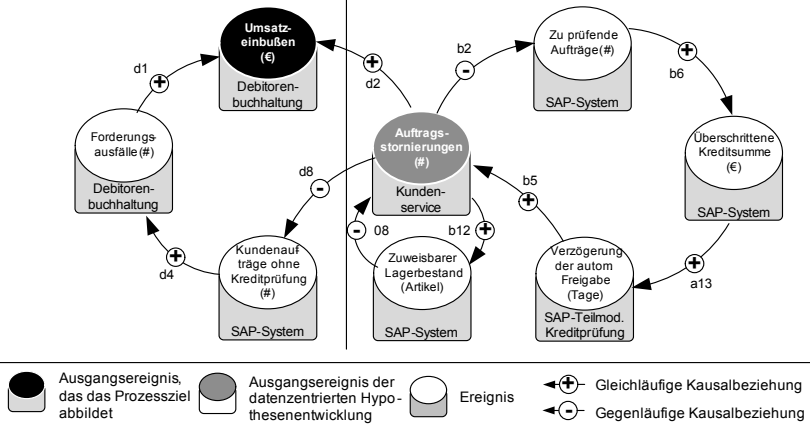 Umsatz-
einbußen
(€)
Debitoren-
buchhaltung
d1
d2
b2
Zu prüfende
Aufträge(#)
SAP-System
b6
Forderungs-
ausfälle(#)
Debitoren-
buchhaltung
Auftrags-
stornierungen
(#)
Kunden-
service
Überschrittene
Kreditsumme
(€)
SAP-System
d8
b5
08
b12
d4
Kundenauf
träge ohne
Kreditprüfung
(#)
SAP-System
Zuweisbarer
Lagerbestand
(Artikel)
SAP-System
Verzögerung
der autom
Freigabe
(Tage)
SAP-Teilmod.
Kreditprüfung
a13
Ausgangsereignis,
das das Prozessziel
abbildet
Ausgangsereignis der
datenzentrierten Hypo-
thesenentwicklung
Ereignis
Gleichläufige Kausalbeziehung
Gegenläufige Kausalbeziehung